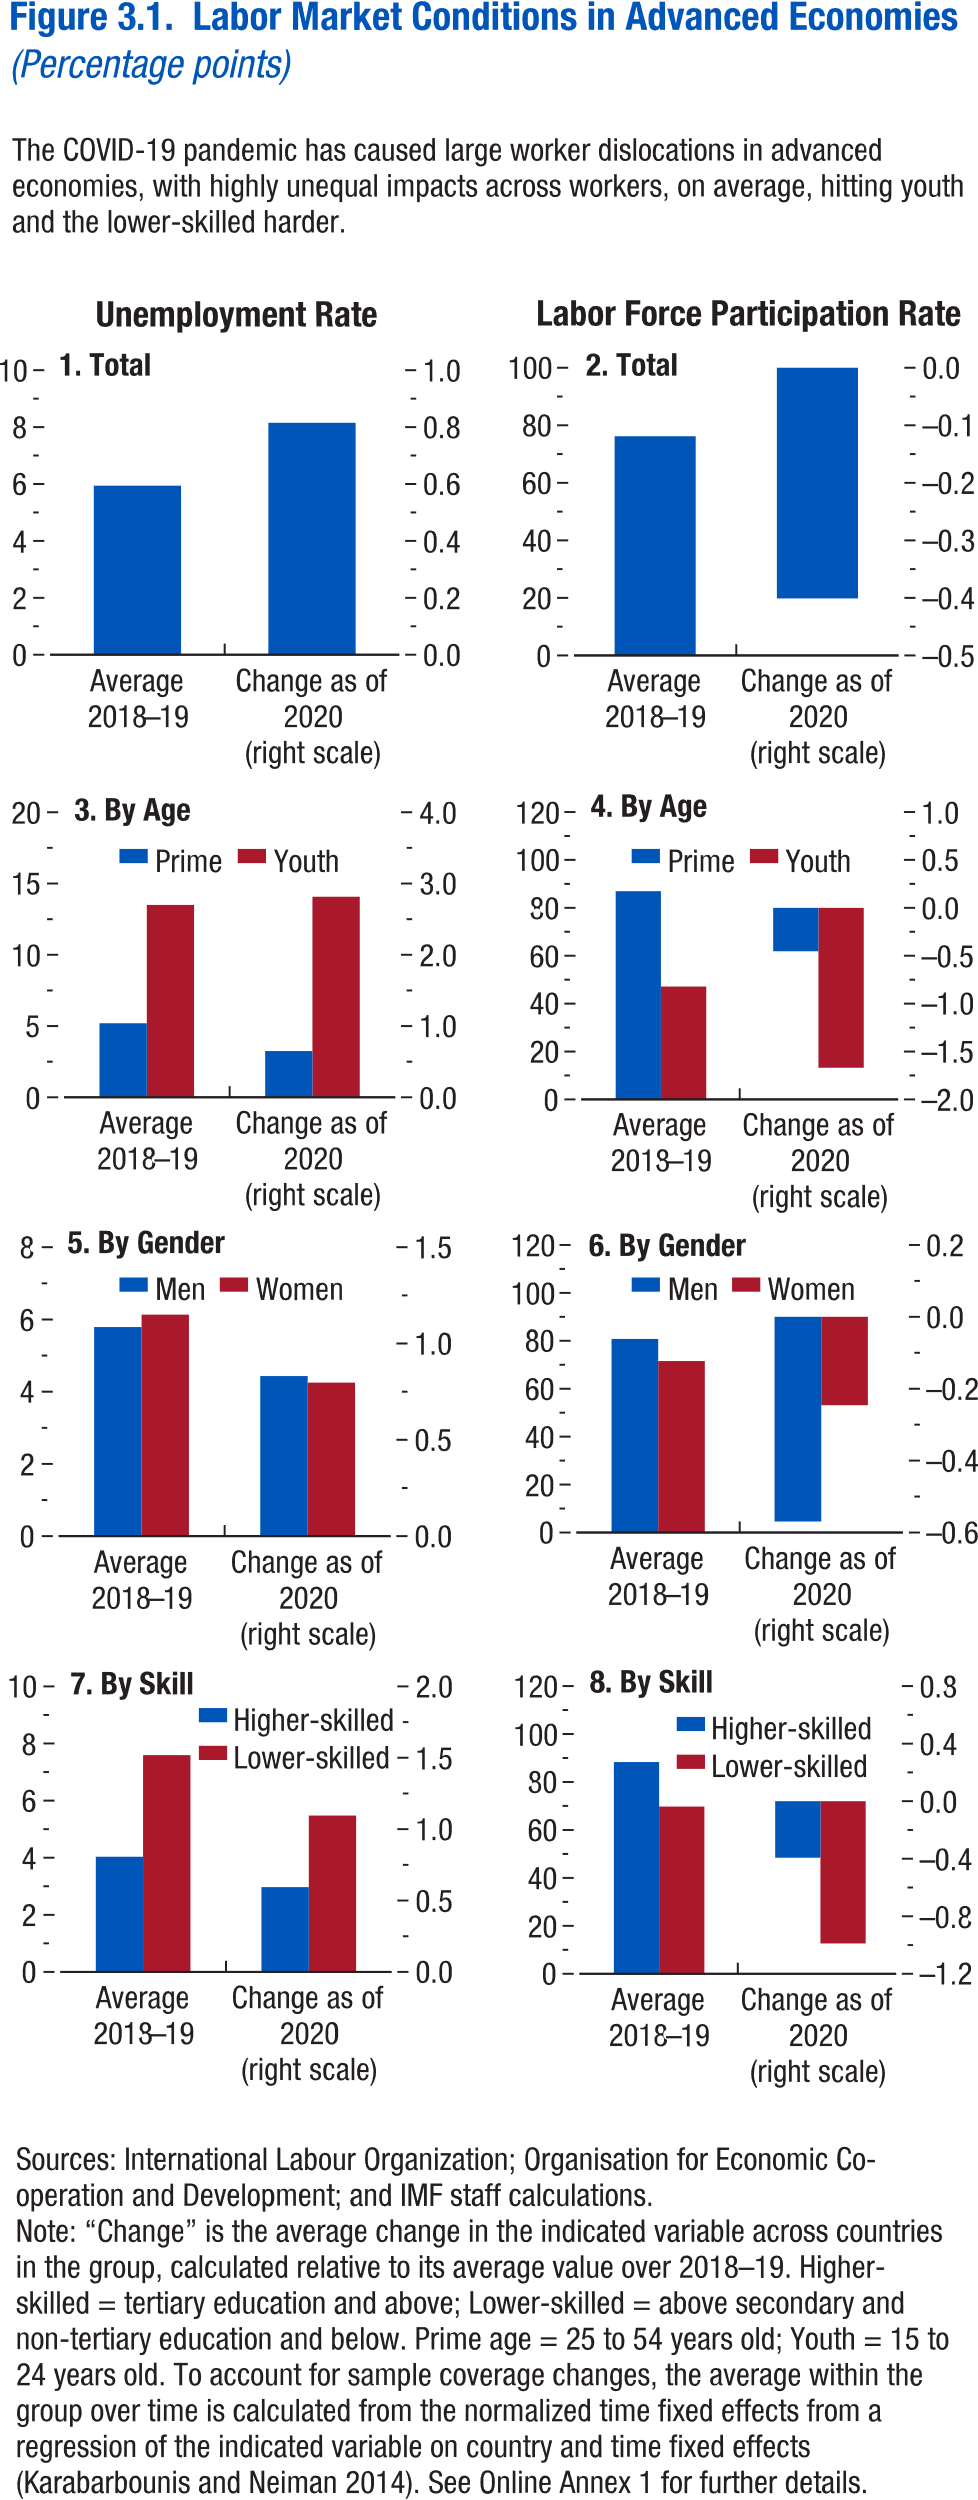 Figure 3.1. Labor Market Conditions in Advanced Economies
(Percentage points)
The COVID-19 pandemic has caused large worker dislocations in advanced
economies, with highly unequal impacts across workers, on average, hitting youth
and the lower-skilled harder.
Unemployment Rate
Labor Force Participation Rate
1. Total
10
8
6
4
2
0
1.0
0.8
0.6
0.4
0.2
0.0
Average
2018–19
Change as of
2020
(right scale)
2. Total
100
80
60
40
20
0
0.0
–0.1
–0.2
–0.3
–0.4
–0.5
Average
2018–19
Change as of
2020
(right scale)
3. By Age
Prime Youth
20
15
10
5
0
4.0
3.0
2.0
1.0
0.0
Average
2018–19
Change as of
2020
(right scale)
4. By Age
Prime Youth
120
100
80
60
40
20
0
1.0
0.5
0.0
–0.5
–1.0
–1.5
–2.0
Average
2018–19
Change as of
2020
(right scale)
5. By Gender
Men Women
8
6
4
2
0
1.5
1.0
0.5
0.0
Average
2018–19
Change as of
2020
(right scale)
6. By Gender
Men Women
120
100
80
60
40
20
0
0.2
0.0
–0.2
–0.4
–0.6
Average
2018–19
Change as of
2020
(right scale)
7. By Skill
Higher-skilled
Lower-skilled
10
8
6
4
2
0
2.0
1.5
1.0
0.5
0.0
Average
2018–19
Change as of
2020
(right scale)
8. By Skill
Higher-skilled
Lower-skilled
120
100
80
60
40
20
0
0.8
0.4
0.0
–0.4
–0.8
–1.2
Average
2018–19
Change as of
2020
(right scale)
Sources: International Labour Organization; Organisation for Economic Co-
operation and Development; and IMF staff calculations.
Note: “Change” is the average change in the indicated variable across countries
in the group, calculated relative to its average value over 2018–19. Higher-
skilled = tertiary education and above; Lower-skilled = above secondary and
non-tertiary education and below. Prime age = 25 to 54 years old; Youth = 15 to
24 years old. To account for sample coverage changes, the average within the
group over time is calculated from the normalized time fixed effects from a
regression of the indicated variable on country and time fixed effects
(Karabarbounis and Neiman 2014). See Online Annex 1 for further details.